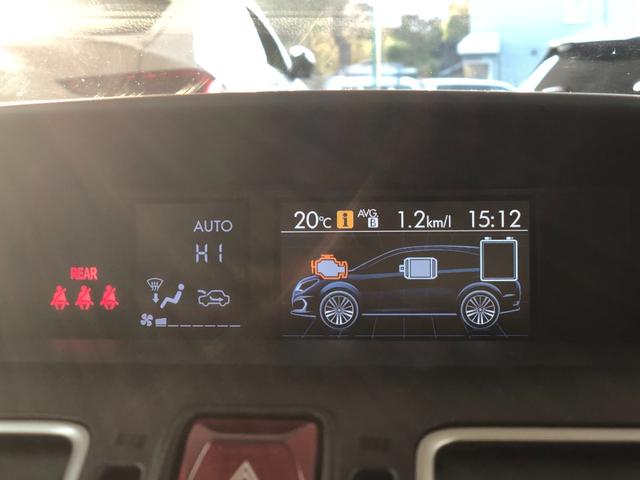 AUTO
HI
REAR
20°C i AVG. B 1.2km/l 15:12